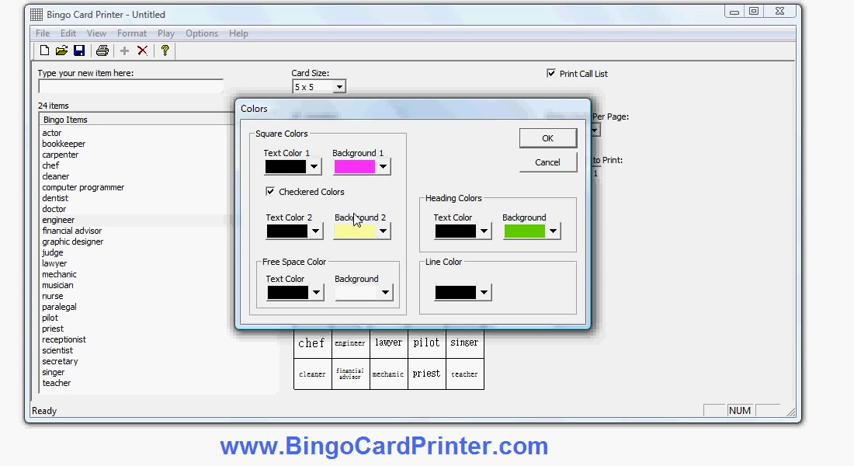 Bingo Card Printer - Untitled
File Edit View Format Play Options Help
Type your new item here:
Card Size:
5 x 5
Print Call List
24 items
Bingo Items
actor
bookkeeper
carpenter
chef
cleaner
computer programmer
dentist
doctor
engineer
financial advisor
graphic designer
judge
lawyer
mechanic
musician
nurse
paralegal
pilot
priest
receptionist
scientist
secretary
singer
teacher
Per Page:
to Print:
1
Colors
Square Colors
Text Color 1 Background 1
Checkered Colors
Text Color 2 Background 2
Free Space Color
Text Color Background
OK
Cancel
Heading Colors
Text Color Background
Line Color
chef engineer lawyer pilot singer
cleaner financial advisor mechanic priest teacher
Ready
NUM
www.BingoCardPrinter.com